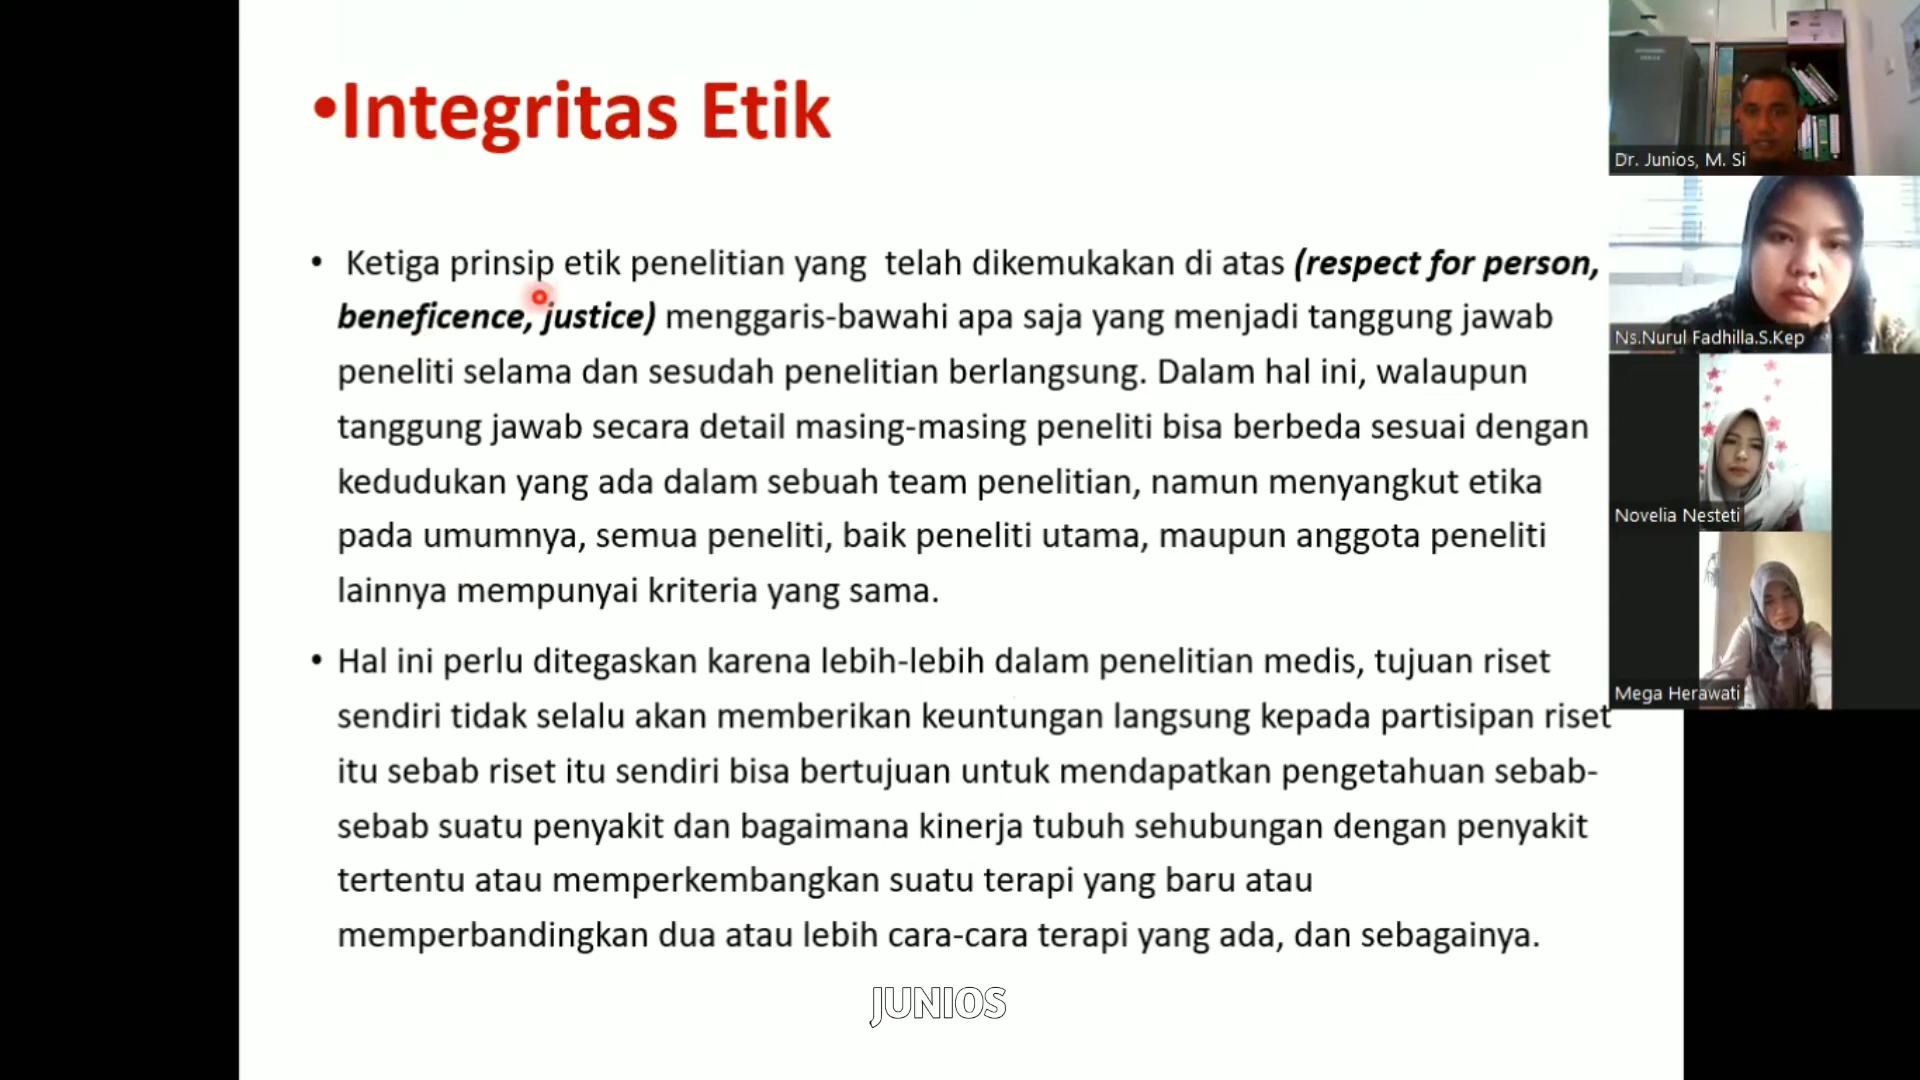 •Integritas Etik
• Ketiga prinsip etik penelitian yang telah dikemukakan di atas (respect for person,
beneficence, justice) menggaris-bawahi apa saja yang menjadi tanggung jawab
peneliti selama dan sesudah penelitian berlangsung. Dalam hal ini, walaupun
tanggung jawab secara detail masing-masing peneliti bisa berbeda sesuai dengan
kedudukan yang ada dalam sebuah team penelitian, namun menyangkut etika
pada umumnya, semua peneliti, baik peneliti utama, maupun anggota peneliti
lainnya mempunyai kriteria yang sama.
• Hal ini perlu ditegaskan karena lebih-lebih dalam penelitian medis, tujuan riset
sendiri tidak selalu akan memberikan keuntungan langsung kepada partisipan riset
itu sebab riset itu sendiri bisa bertujuan untuk mendapatkan pengetahuan sebab-
sebab suatu penyakit dan bagaimana kinerja tubuh sehubungan dengan penyakit
tertentu atau memperkembangkan suatu terapi yang baru atau
memperbandingkan dua atau lebih cara-cara terapi yang ada, dan sebagainya.
JUNIOS
Dr. Junios, M. Si
Ns.Nurul Fadhilla.S.Kep
Novelia Nesteti
Mega Herawati